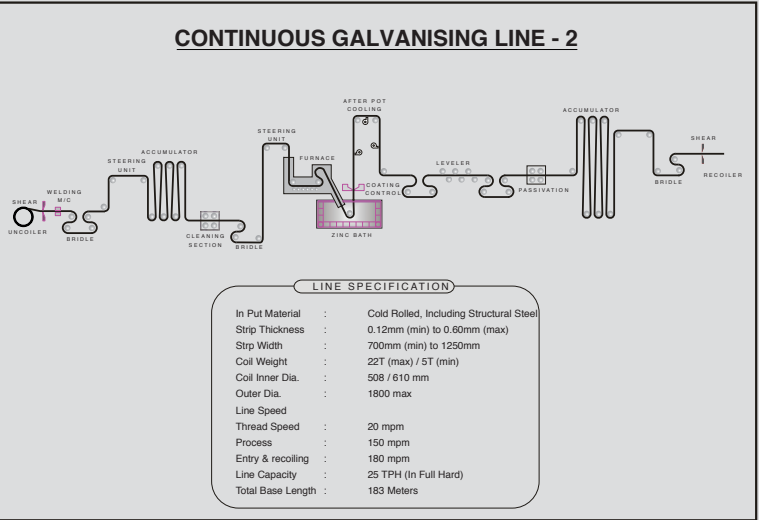 CONTINUOUS GALVANISING LINE - 2
AFTER POT
COOLING
ACCUMULATOR
STEERING
UNIT
SHEAR
ACCUMULATOR
FURNACE
LEVELER
STEERING
UNIT
WELDING
M/C
COATING
CONTROL
PASSIVATION
BRIDLE
RECOILER
SHEAR
UNCOILER
BRIDLE
CLEANING
SECTION
BRIDLE
ZINC BATH
LINE SPECIFICATION
In Put Material : Cold Rolled, Including Structural Steel
Strip Thickness : 0.12mm (min) to 0.60mm (max)
Strp Width : 700mm (min) to 1250mm
Coil Weight : 22T (max) / 5T (min)
Coil Inner Dia. : 508 / 610 mm
Outer Dia. : 1800 max
Line Speed
Thread Speed : 20 mpm
Process : 150 mpm
Entry & recoiling : 180 mpm
Line Capacity : 25 TPH (In Full Hard)
Total Base Length : 183 Meters